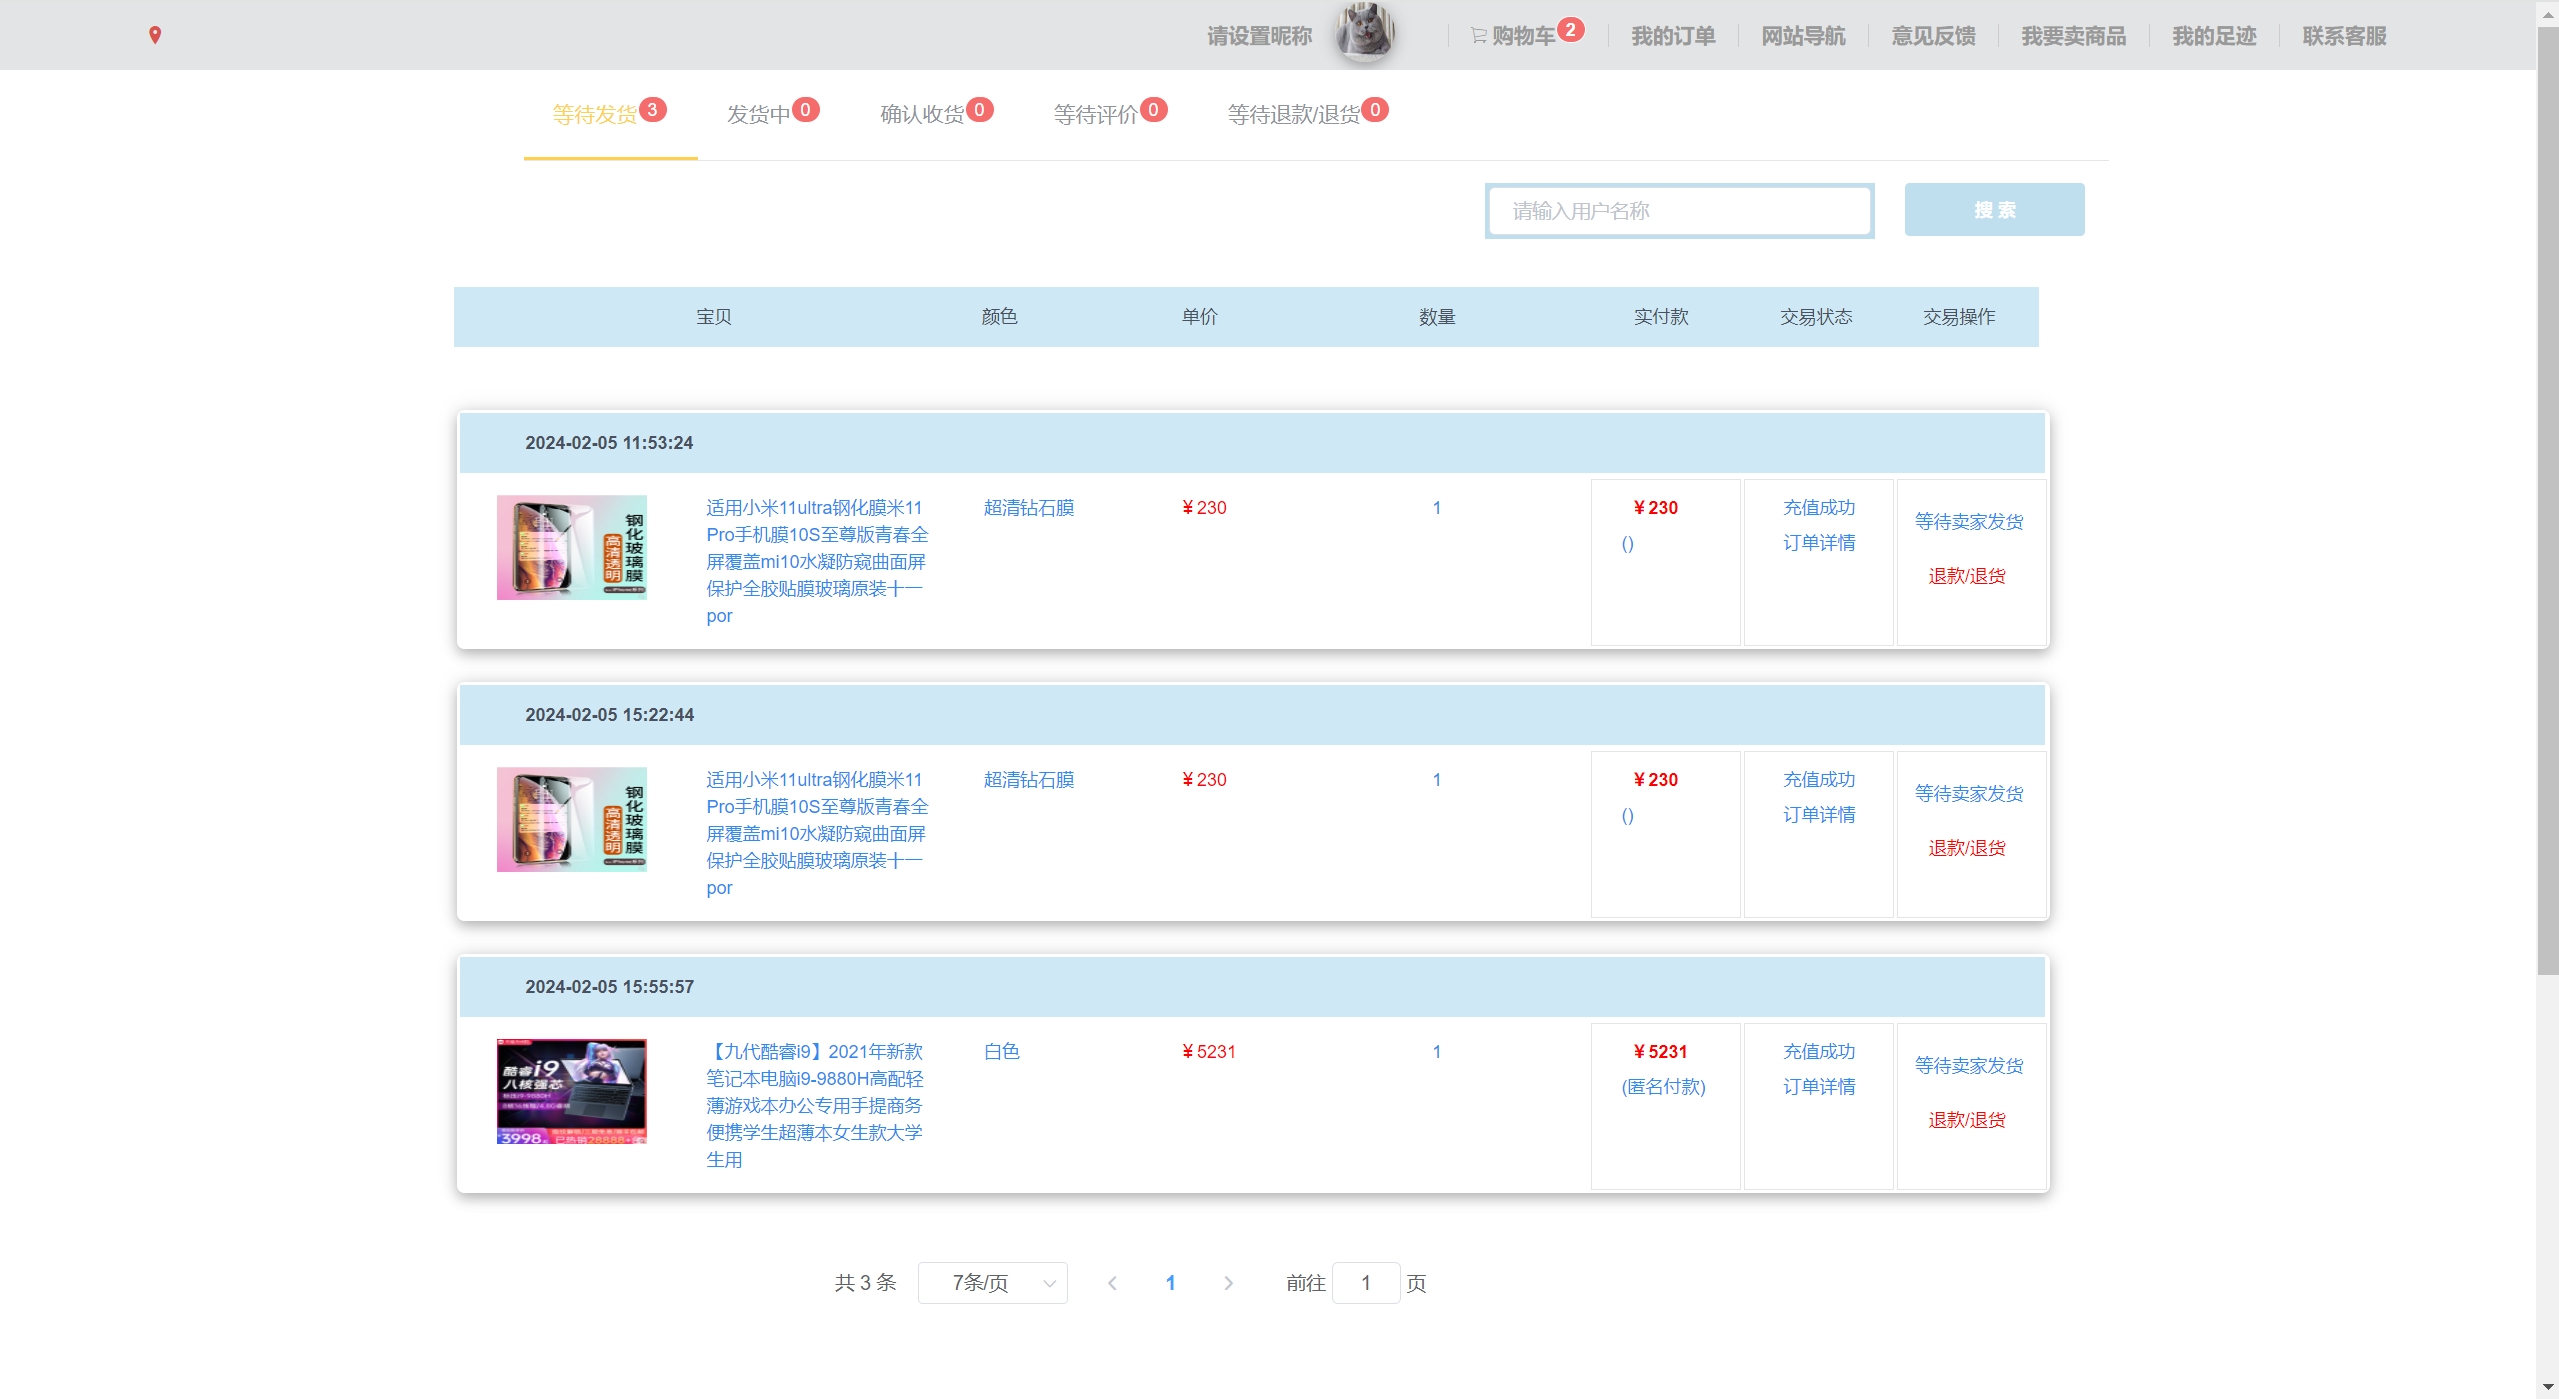 请设置昵称 购物车 2 我的订单 网站导航 意见反馈 我要卖商品 我的足迹 联系客服
等待发货 3 发货中 0 确认收货 0 等待评价 0 等待退款/退货 0
请输入用户名称 搜 索
宝贝 颜色 单价 数量 实付款 交易状态 交易操作
2024-02-05 11:53:24
钢化玻璃膜
高清透明
适用小米11ultra钢化膜米11
Pro手机膜10S至尊版青春全
屏覆盖mi10水凝防窥曲面屏
保护全胶贴膜玻璃原装十一
por
超清钻石膜
¥230
1
¥230
()
充值成功
订单详情
等待卖家发货
退款/退货
2024-02-05 15:22:44
钢化玻璃膜
高清透明
适用小米11ultra钢化膜米11
Pro手机膜10S至尊版青春全
屏覆盖mi10水凝防窥曲面屏
保护全胶贴膜玻璃原装十一
por
超清钻石膜
¥230
1
¥230
()
充值成功
订单详情
等待卖家发货
退款/退货
2024-02-05 15:55:57
酷睿i9
八核强芯
3998
已热销28888+
【九代酷睿i9】2021年新款
笔记本电脑i9-9880H高配轻
薄游戏本办公专用手提商务
便携学生超薄本女生款大学
生用
白色
¥5231
1
¥5231
(匿名付款)
充值成功
订单详情
等待卖家发货
退款/退货
共 3 条 7条/页 1 前往 1 页